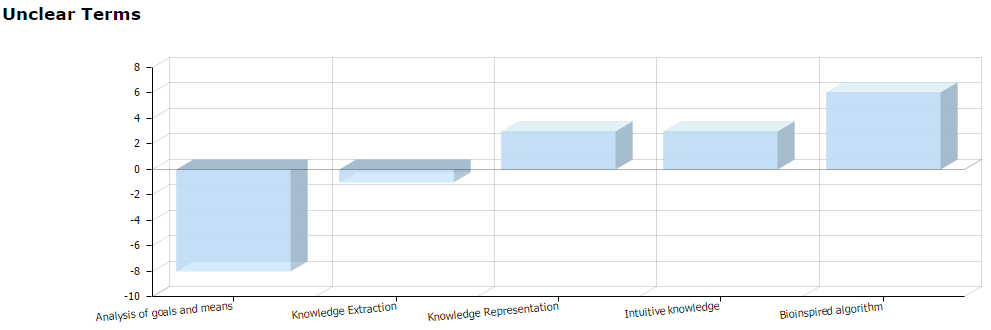 Unclear Terms
8
6
4
2
0
-2
-4
-6
-8
-10
Analysis of goals and means
Knowledge Extraction
Knowledge Representation
Intuitive knowledge
Bioinspired algorithm